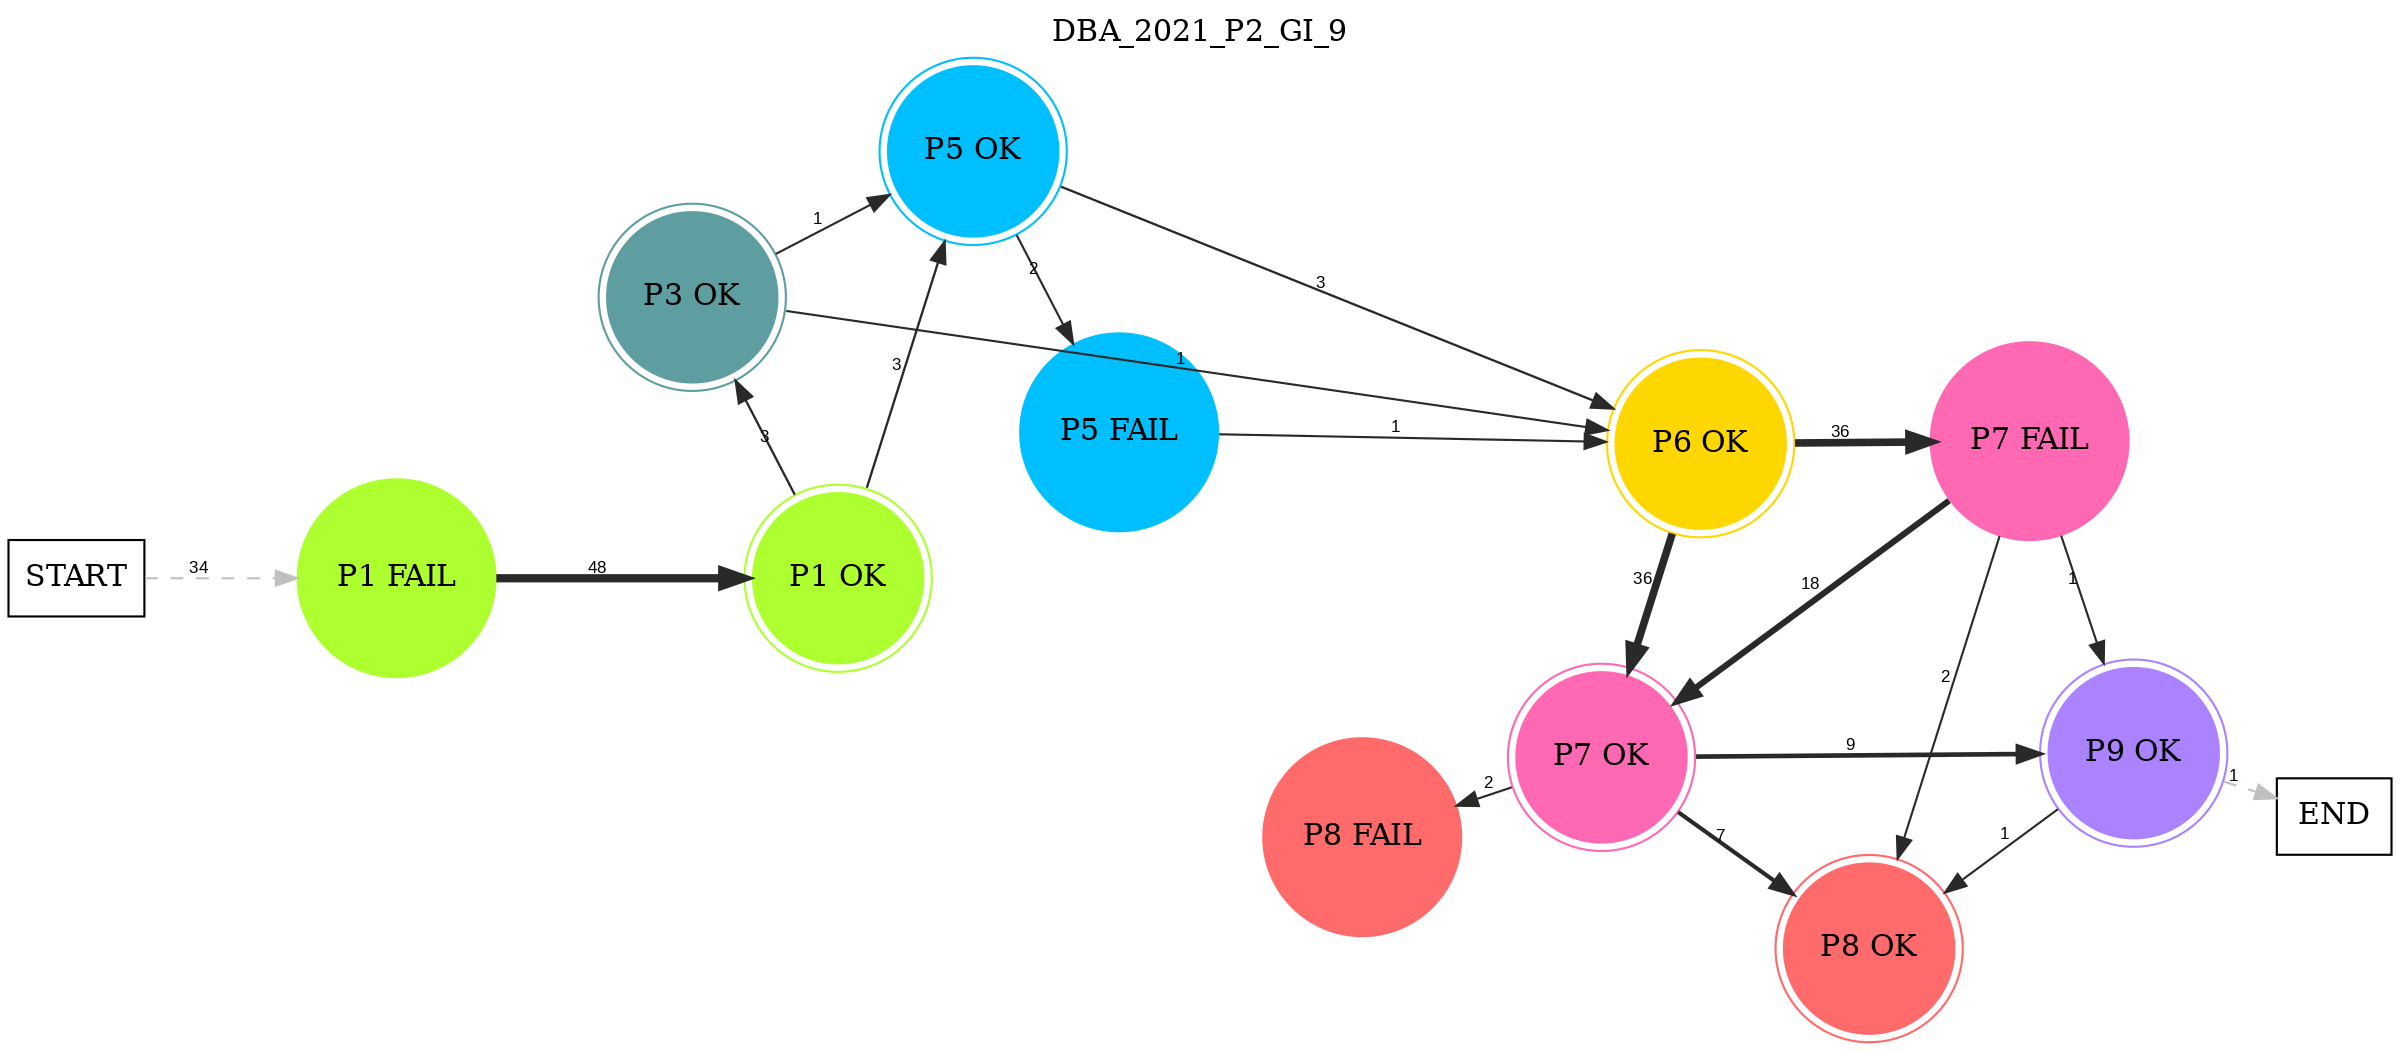 DBA_2021_P2_GI_9
P5 OK
1
P3 OK
2
3
3
1
1
P5 FAIL
3
P6 OK
36
P7 FAIL
START
34
P1 FAIL
48
P1 OK
36
18
1
2
P7 OK
9
P9 OK
1
END
2
P8 FAIL
7
1
P8 OK